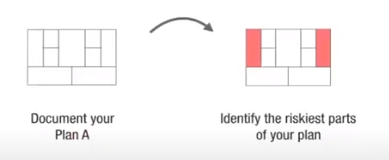 Document your
Plan A
Identify the riskiest parts
of your plan